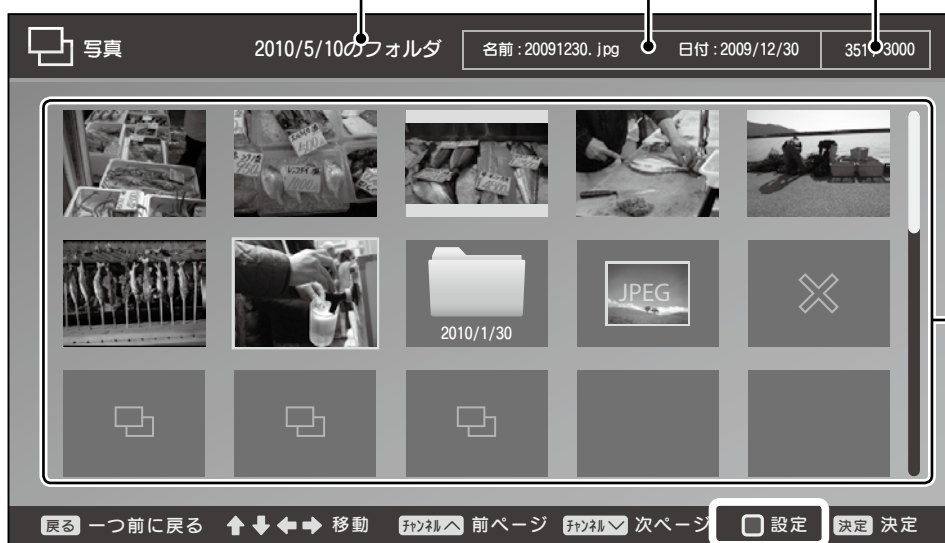 写真
2010/5/10のフォルダ
名前:20091230.jpg 日付:2009/12/30
351/3000
2010/1/30
JPEG
戻る 一つ前に戻る 移動 チャンネル 前ページ チャンネル 次ページ 設定 決定 決定